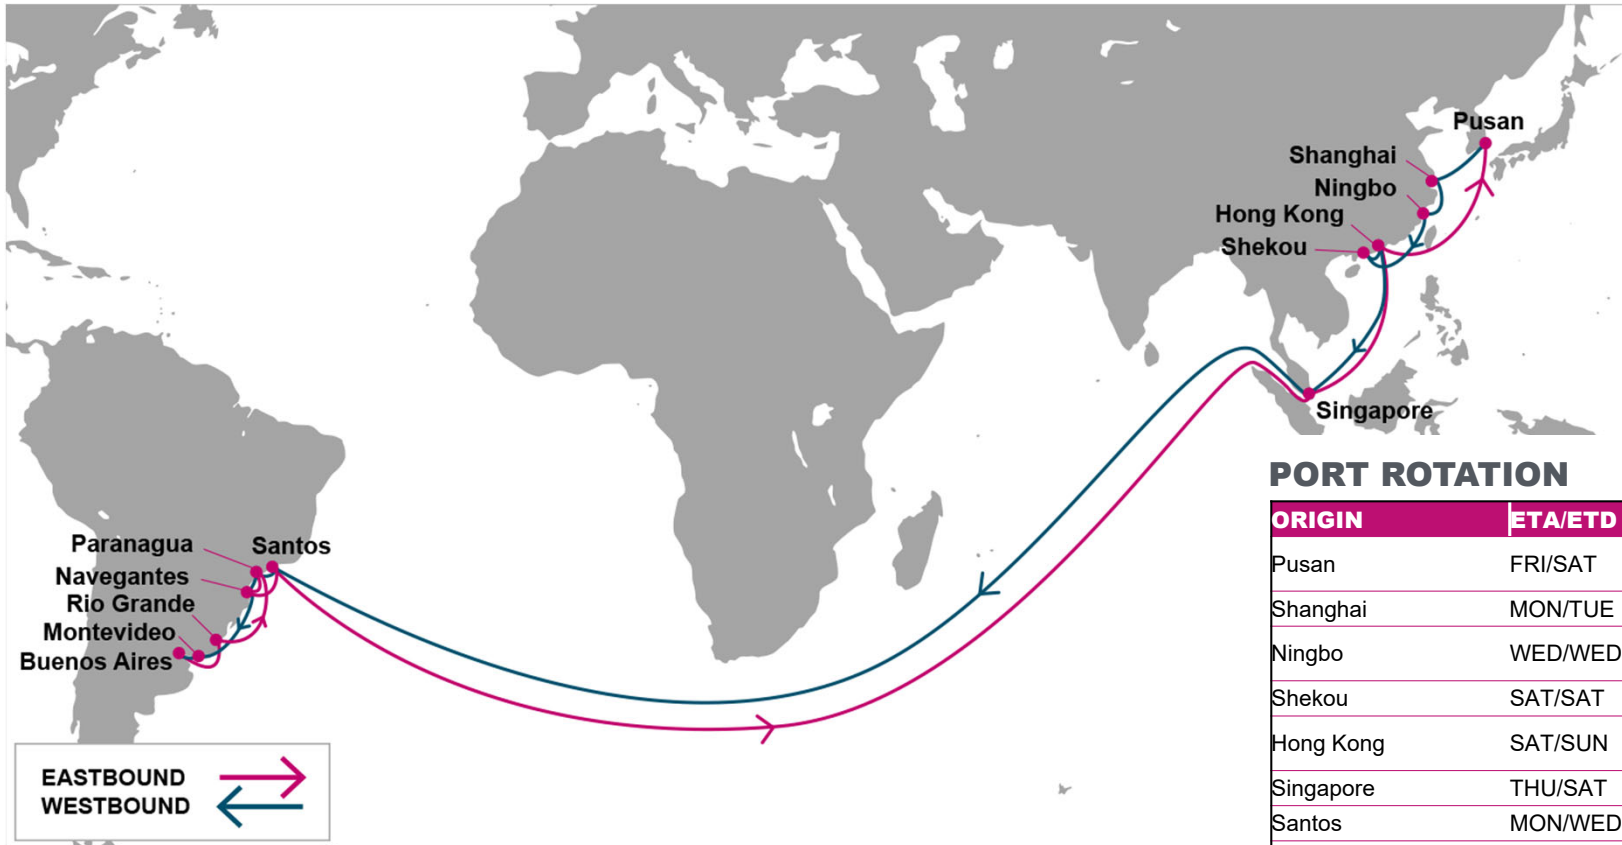 Pusan
Shanghai
Ningbo
Hong Kong
Shekou
Singapore
Paranagua
Santos
Navegantes
Rio Grande
Montevideo
Buenos Aires
EASTBOUND
WESTBOUND
PORT ROTATION
ORIGIN ETA/ETD
Pusan FRI/SAT
Shanghai MON/TUE
Ningbo WED/WED
Shekou SAT/SAT
Hong Kong SAT/SUN
Singapore THU/SAT
Santos MON/WED